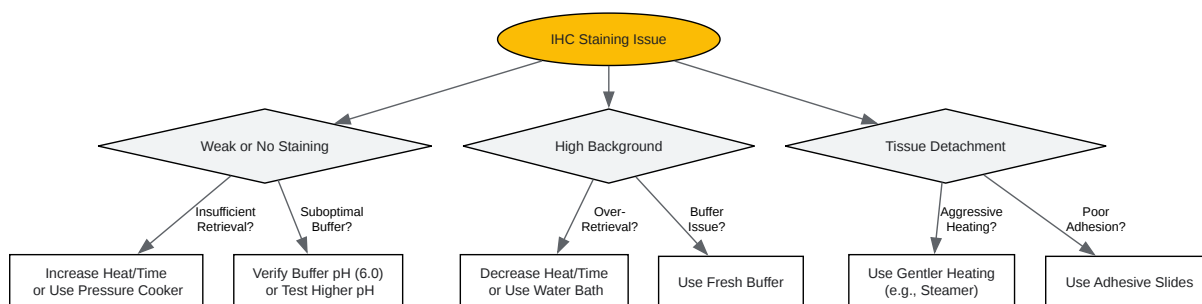 IHC Staining Issue
Weak or No Staining
High Background
Tissue Detachment
Insufficient
Retrieval?
Suboptimal
Buffer?
Over-
Retrieval?
Buffer
Issue?
Aggressive
Heating?
Poor
Adhesion?
Increase Heat/Time
or Use Pressure Cooker
Verify Buffer pH (6.0)
or Test Higher pH
Decrease Heat/Time
or Use Water Bath
Use Fresh Buffer
Use Gentler Heating
(e.g., Steamer)
Use Adhesive Slides